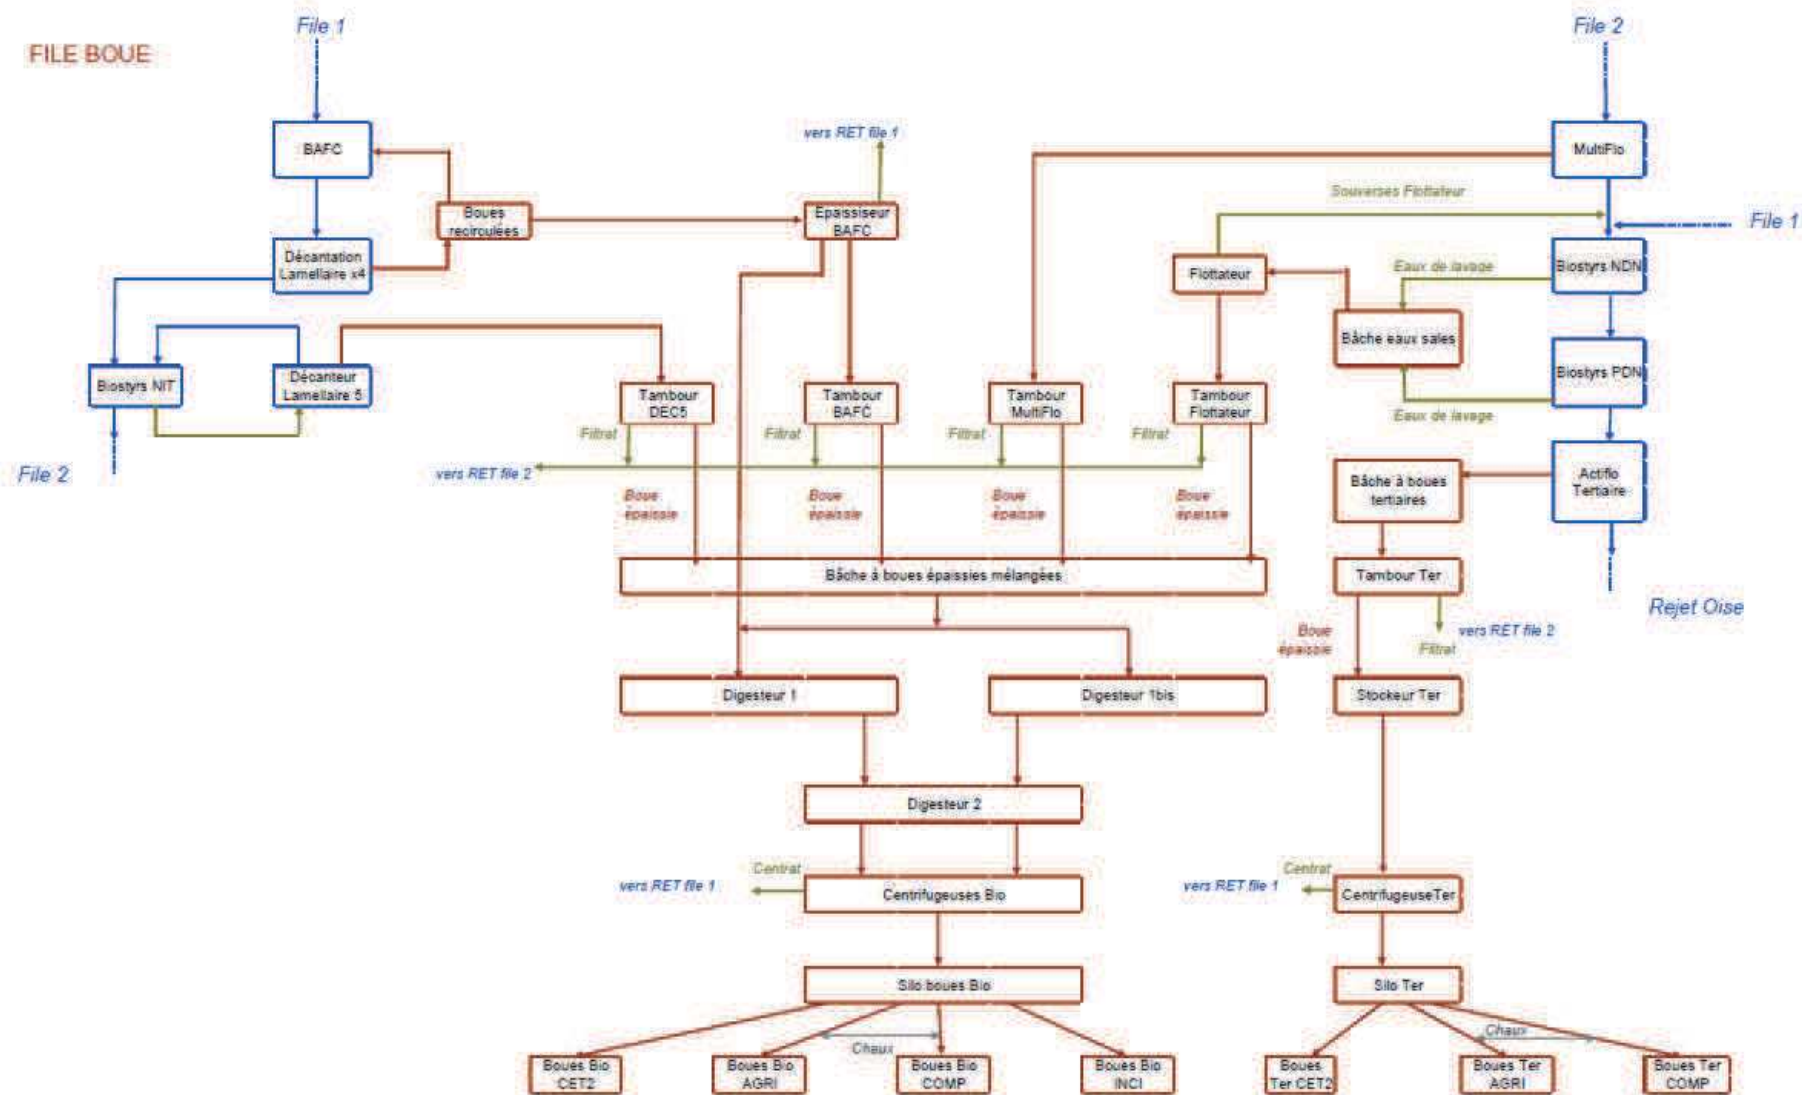 File 1
File 2
FILE BOUE
vers RET file 1
BAFC
MultiFlo
Souverses Flottateur
Boues
recirculées
Epaississeur
BAFC
File 1
Décantation
Lamellaire x4
Flottateur
Eaux de lavage
Biostyrs NDN
Bâche eaux sales
Biostyrs NIT
Décanteur
Lamellaire 5
Biostyrs PDN
Tambour
DEC5
Tambour
BAFC
Tambour
MultiFlo
Tambour
Flottateur
Eaux de lavage
Filtrat
Filtrat
Filtrat
Filtrat
File 2
vers RET file 2
Bâche à boues
tertiaires
Actiflo
Tertiaire
Boue
épaissie
Boue
épaissie
Boue
épaissie
Boue
épaissie
Bâche à boues épaissies mélangées
Tambour Ter
Rejet Oise
Boue
épaissie
vers RET file 2
Filtrat
Digesteur 1
Digesteur 1bis
Stockeur Ter
Digesteur 2
Centrat
vers RET file 1
Centrifugeuses Bio
Centrat
vers RET file 1
CentrifugeuseTer
Silo boues Bio
Silo Ter
Chaux
Chaux
Boues Bio
CET2
Boues Bio
AGRI
Boues Bio
COMP
Boues Bio
INCI
Boues
Ter CET2
Boues Ter
AGRI
Boues Ter
COMP